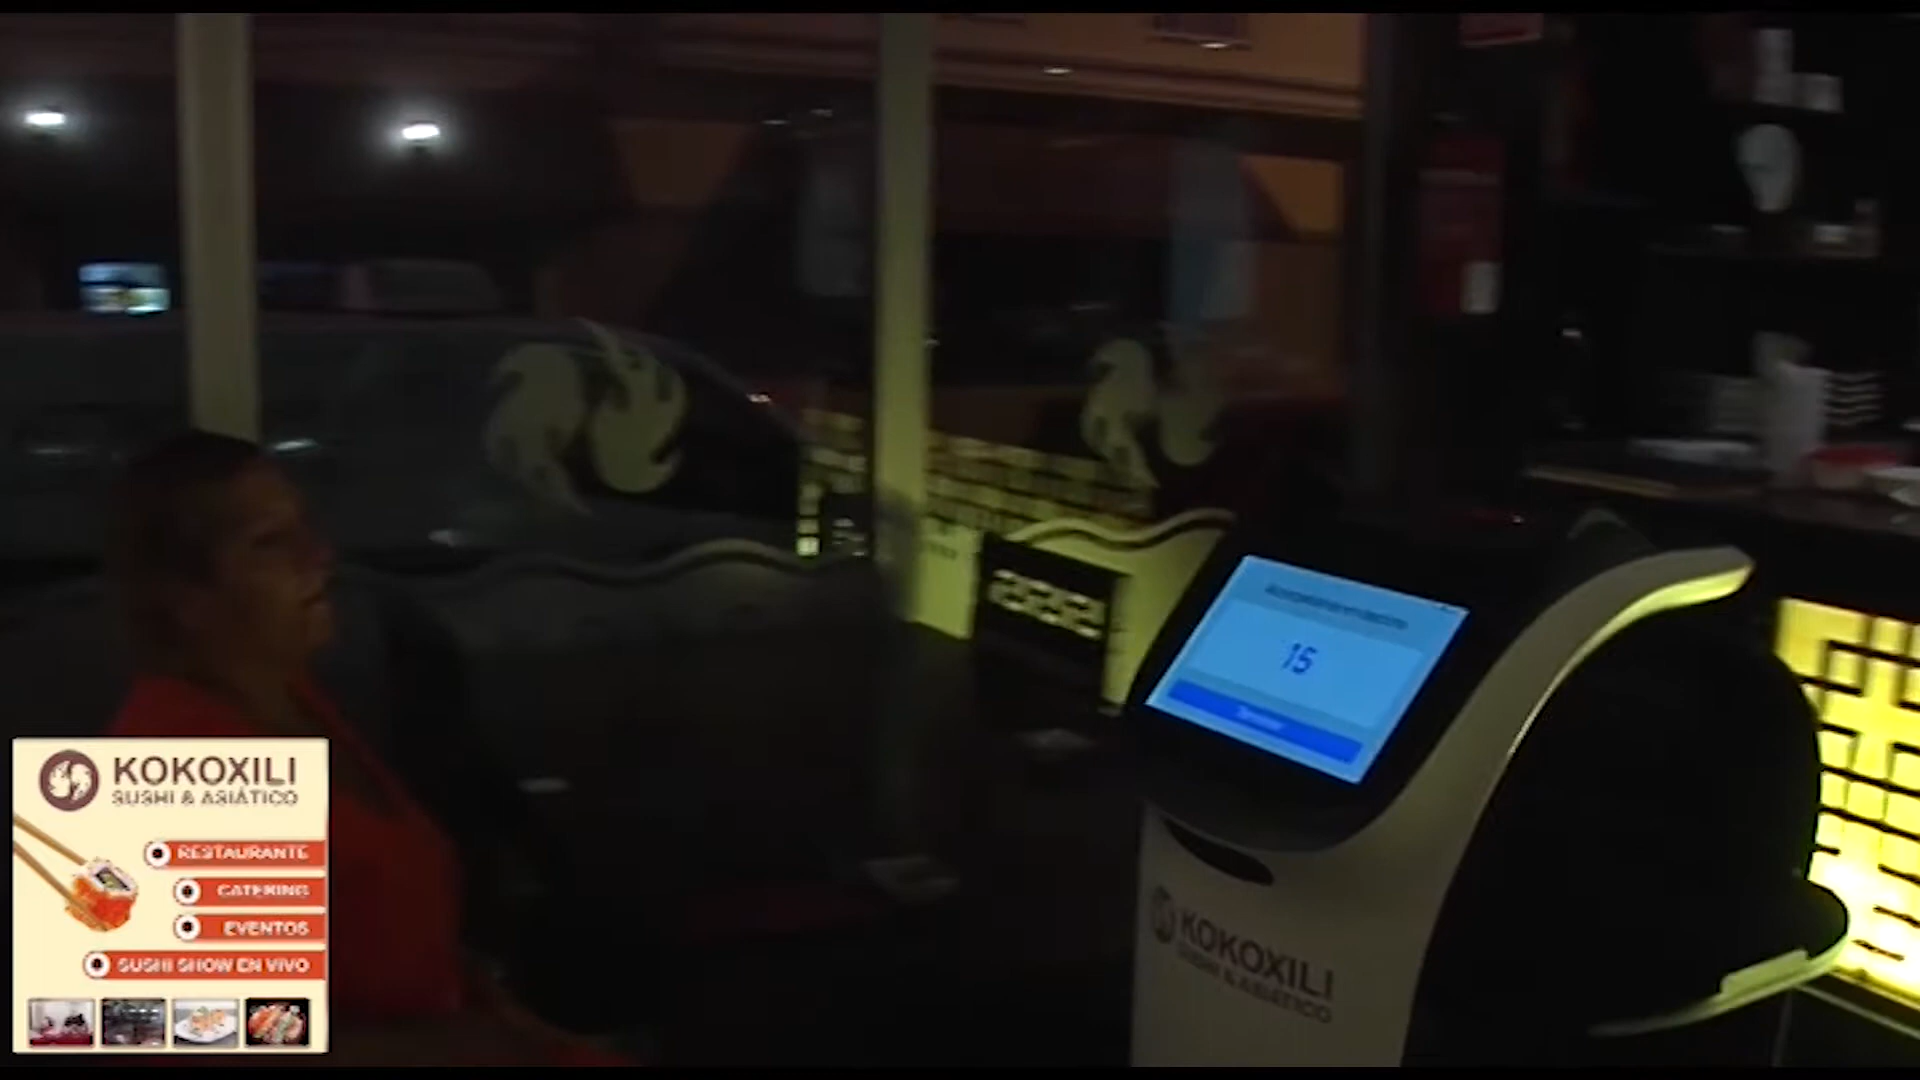 15
KOKOXILI
SUSHI & ASIÁTICO
KOKOXILI
SUSHI & ASIÁTICO
RESTAURANTE
CATERING
EVENTOS
SUSHI SHOW EN VIVO